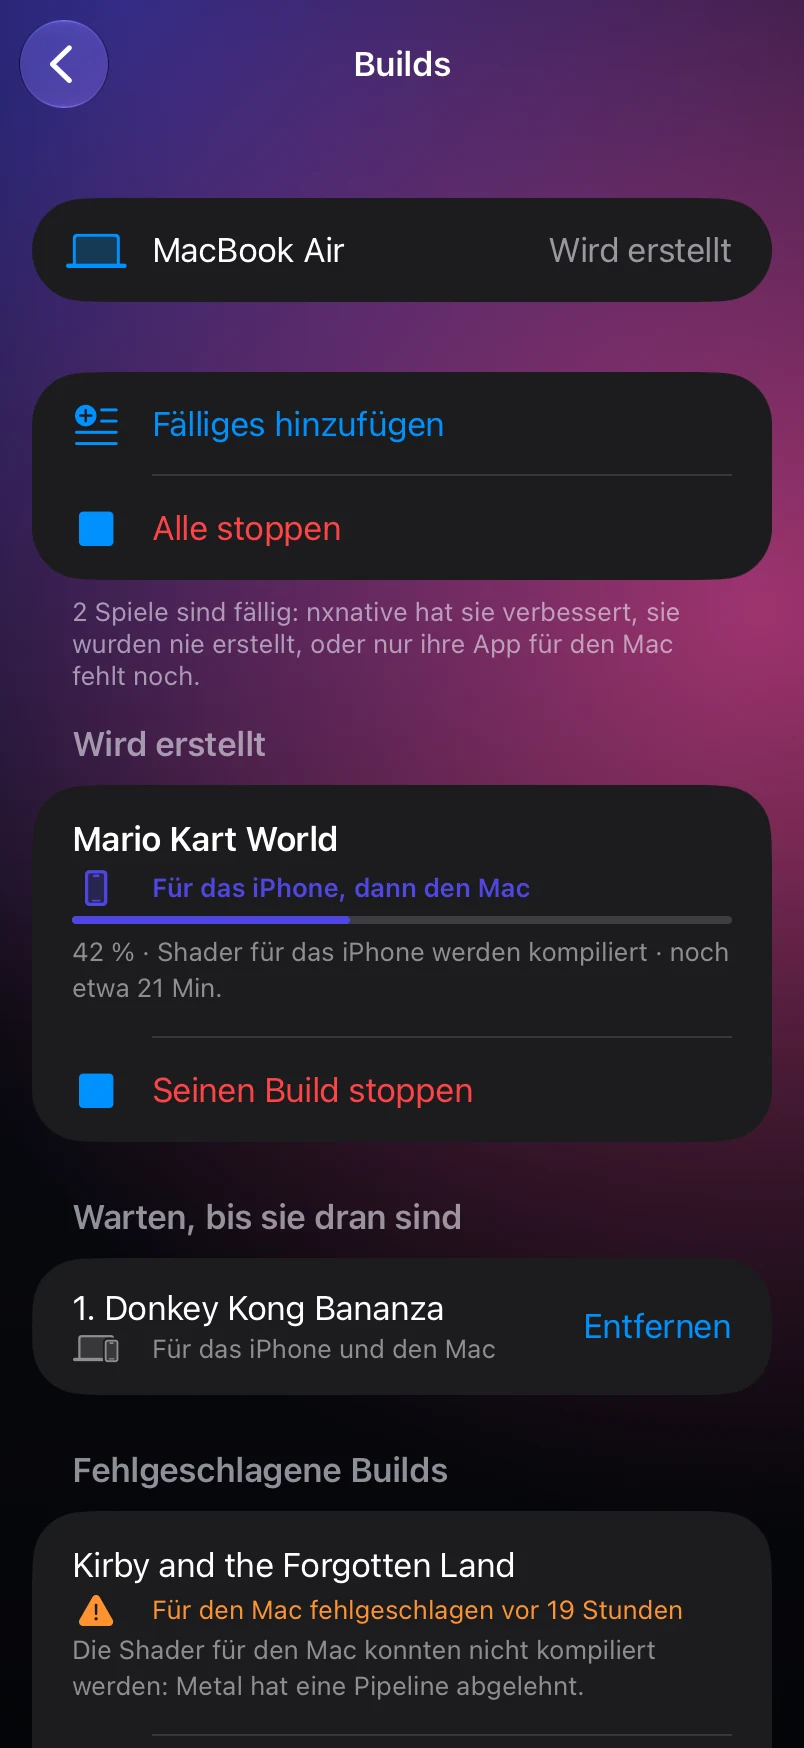 Builds
MacBook Air
Wird erstellt
Fälliges hinzufügen
Alle stoppen
2 Spiele sind fällig: nxnative hat sie verbessert, sie
wurden nie erstellt, oder nur ihre App für den Mac
fehlt noch.
Wird erstellt
Mario Kart World
Für das iPhone, dann den Mac
42 % · Shader für das iPhone werden kompiliert · noch
etwa 21 Min.
Seinen Build stoppen
Warten, bis sie dran sind
1. Donkey Kong Bananza
Für das iPhone und den Mac
Entfernen
Fehlgeschlagene Builds
Kirby and the Forgotten Land
Für den Mac fehlgeschlagen vor 19 Stunden
Die Shader für den Mac konnten nicht kompiliert
werden: Metal hat eine Pipeline abgelehnt.